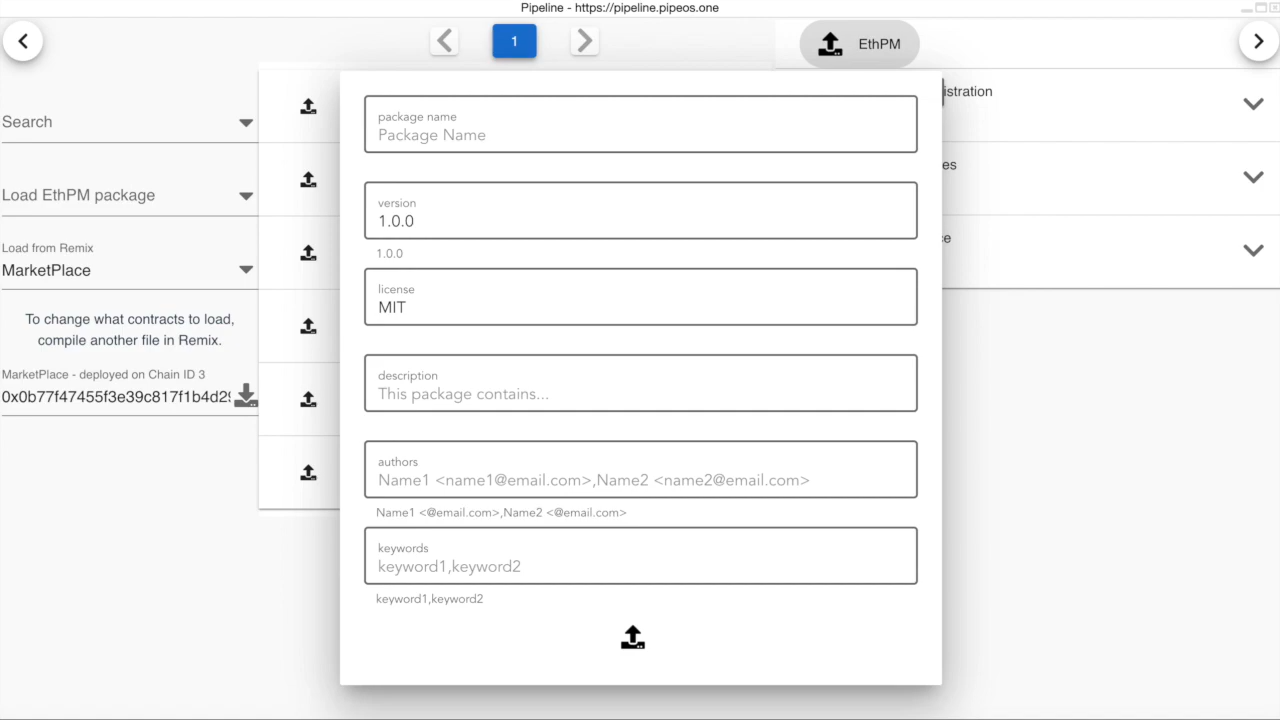 Pipeline - https://pipeline.pipeos.one
1
EthPM
Search
Load EthPM package
Load from Remix
MarketPlace
To change what contracts to load,
compile another file in Remix.
MarketPlace - deployed on Chain ID 3
0x0b77f47455f3e39c817f1b4d29
package name
Package Name
version
1.0.0
1.0.0
license
MIT
description
This package contains...
authors
Name1 <name1@email.com>,Name2 <name2@email.com>
Name1 <@email.com>,Name2 <@email.com>
keywords
keyword1,keyword2
keyword1,keyword2
istration
es
ce